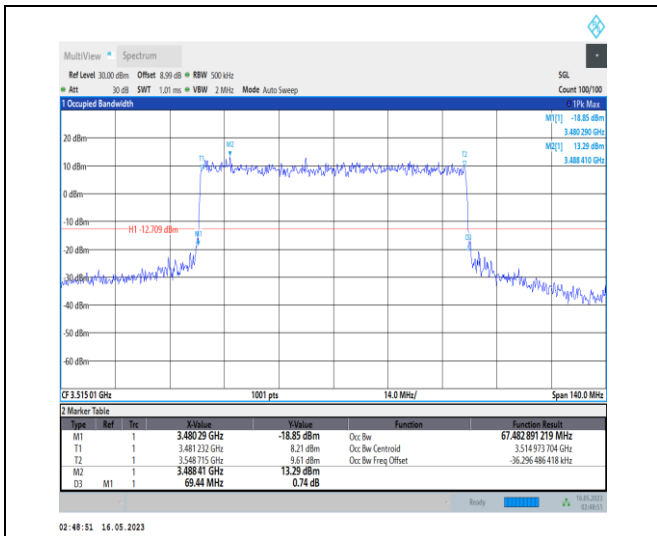 MultiView Spectrum
Ref Level 30.00 dBm Offset 8.99 dB RBW 500 kHz SGL
Att 30 dB SWT 1.01 ms VBW 2 MHz Mode Auto Sweep Count 100/100
1 Occupied Bandwidth 1Pk Max
M1[1] -18.85 dBm
3.480 290 GHz
M2[1] 13.29 dBm
3.488 410 GHz
20 dBm
M2
T1
T2
10 dBm
0 dBm
-10 dBm
H1 -12.709 dBm
M1
D3
-20 dBm
-30 dBm
-40 dBm
-50 dBm
-60 dBm
CF 3.515 01 GHz 1001 pts 14.0 MHz/ Span 140.0 MHz
2 Marker Table
Type Ref Trc X-Value Y-Value Function Function Result
M1 1 3.480 29 GHz -18.85 dBm Occ Bw 67.482 891 219 MHz
T1 1 3.481 232 GHz 8.21 dBm Occ Bw Centroid 3.514 973 704 GHz
T2 1 3.548 715 GHz 9.61 dBm Occ Bw Freq Offset -36.296 486 418 kHz
M2 1 3.488 41 GHz 13.29 dBm
D3 M1 1 69.44 MHz 0.74 dB
Ready 16.05.2023
02:48:51
02:48:51 16.05.2023